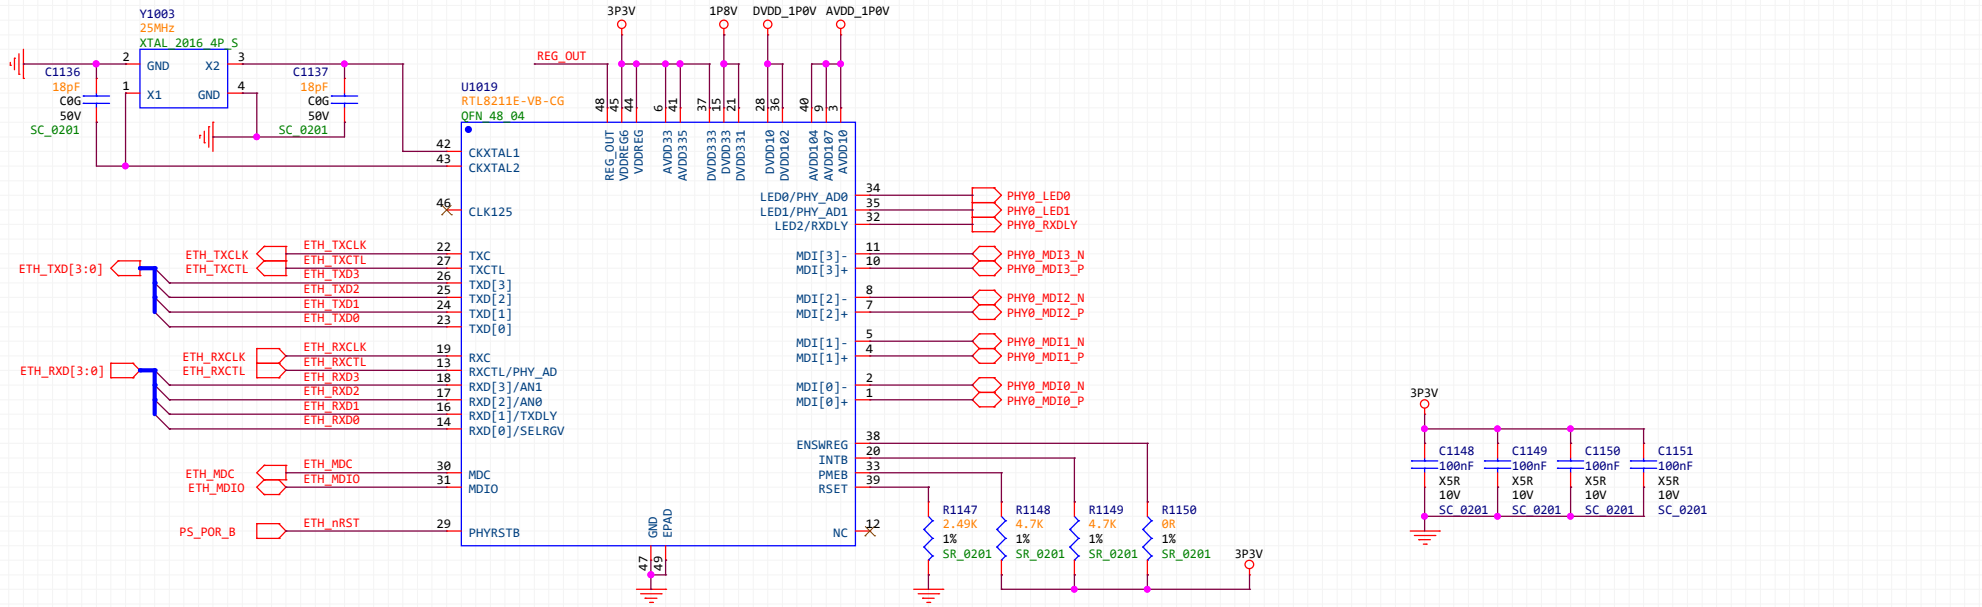 Y1003
25MHz
XTAL_2016_4P_S
2 GND X2 3
1 X1 GND 4
C1136
18pF
C0G
50V
SC_0201
C1137
18pF
C0G
50V
SC_0201
3P3V 1P8V DVDD_1P0V AVDD_1P0V
REG_OUT
U1019
RTL8211E-VB-CG
QFN_48_04
48 45 44 6 41 37 15 21 28 36 40 9 3
REG_OUT VDDREG6 VDDREG AVDD33 AVDD335 DVDD333 DVDD33 DVDD331 DVDD10 DVDD102 AVDD104 AVDD107 AVDD10
42 CKXTAL1
43 CKXTAL2
46 CLK125
ETH_TXCLK ETH_TXCLK 22 TXC
ETH_TXCTL ETH_TXCTL 27 TXCTL
ETH_TXD[3:0] ETH_TXD3 26 TXD[3]
ETH_TXD2 25 TXD[2]
ETH_TXD1 24 TXD[1]
ETH_TXD0 23 TXD[0]
ETH_RXCLK ETH_RXCLK 19 RXC
ETH_RXCTL ETH_RXCTL 13 RXCTL/PHY_AD
ETH_RXD[3:0] ETH_RXD3 18 RXD[3]/AN1
ETH_RXD2 17 RXD[2]/AN0
ETH_RXD1 16 RXD[1]/TXDLY
ETH_RXD0 14 RXD[0]/SELRGV
ETH_MDC ETH_MDC 30 MDC
ETH_MDIO ETH_MDIO 31 MDIO
PS_POR_B ETH_nRST 29 PHYRSTB
LED0/PHY_AD0 34 PHY0_LED0
LED1/PHY_AD1 35 PHY0_LED1
LED2/RXDLY 32 PHY0_RXDLY
MDI[3]- 11 PHY0_MDI3_N
MDI[3]+ 10 PHY0_MDI3_P
MDI[2]- 8 PHY0_MDI2_N
MDI[2]+ 7 PHY0_MDI2_P
MDI[1]- 5 PHY0_MDI1_N
MDI[1]+ 4 PHY0_MDI1_P
MDI[0]- 2 PHY0_MDI0_N
MDI[0]+ 1 PHY0_MDI0_P
ENSWREG 38
INTB 20
PMEB 33
RSET 39
NC 12
GND EPAD
47 49
R1147
2.49K
1%
SR_0201
R1148
4.7K
1%
SR_0201
R1149
4.7K
1%
SR_0201
R1150
0R
1%
SR_0201
3P3V
3P3V
C1148
100nF
X5R
10V
SC_0201
C1149
100nF
X5R
10V
SC_0201
C1150
100nF
X5R
10V
SC_0201
C1151
100nF
X5R
10V
SC_0201